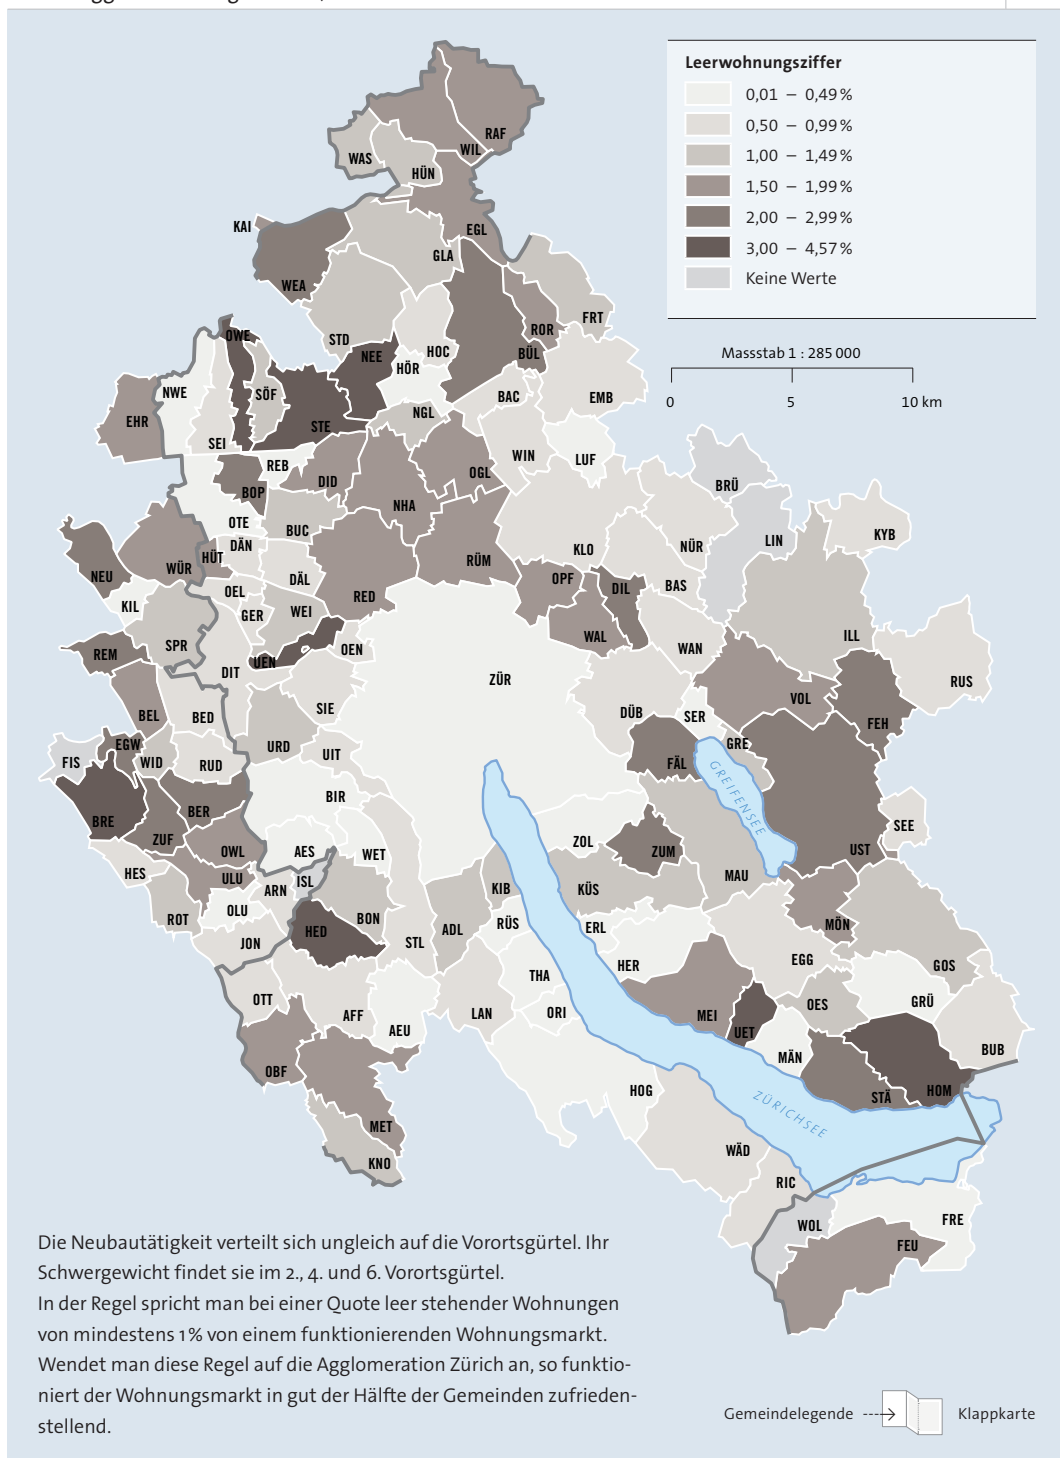 Leerwohnungsziffer
0,01 – 0,49 %
0,50 – 0,99 %
1,00 – 1,49 %
1,50 – 1,99 %
2,00 – 2,99 %
3,00 – 4,57 %
Keine Werte
Massstab 1 : 285 000
0 5 10 km
RAF
WIL
WAS
HÜN
KAI
EGL
GLA
WEA
FRT
ROR
STD
OWE
NEE
HOC
BÜL
HÖR
NWE
SÖF
BAC
EMB
EHR
NGL
STE
SEI
WIN
LUF
REB
OGL
DID
BRÜ
BOP
NHA
OTE
BUC
LIN
KYB
DÄN
NÜR
KLO
HÜT
RÜM
WÜR
NEU
DÄL
OPF
BAS
DIL
OEL
RED
KIL
GER
WEI
WAL
ILL
SPR
OEN
WAN
REM
UEN
DIT
ZÜR
RUS
VOL
SIE
DÜB
SER
BEL
BED
FEH
EGW
URD
GRE
UIT
FIS
WID
RUD
FÄL
GREIFENSEE
BIR
BER
BRE
SEE
ZUF
ZOL
OWL
AES
WET
ZUM
UST
HES
ULU
ISL
MAU
ARN
KIB
KÜS
OLU
ROT
BON
RÜS
MÖN
HED
ADL
ERL
JON
STL
EGG
HER
GOS
THA
OTT
GRÜ
OES
LAN
ORI
AFF
MEI
AEU
UET
BUB
MÄN
OBF
HOG
HOM
STÄ
ZÜRICHSEE
MET
WÄD
KNO
RIC
WOL
FRE
FEU
Die Neubautätigkeit verteilt sich ungleich auf die Vorortsgürtel. Ihr
Schwergewicht findet sie im 2., 4. und 6. Vorortsgürtel.
In der Regel spricht man bei einer Quote leer stehender Wohnungen
von mindestens 1 % von einem funktionierenden Wohnungsmarkt.
Wendet man diese Regel auf die Agglomeration Zürich an, so funktio-
niert der Wohnungsmarkt in gut der Hälfte der Gemeinden zufrieden-
stellend.
Gemeindelegende Klappkarte